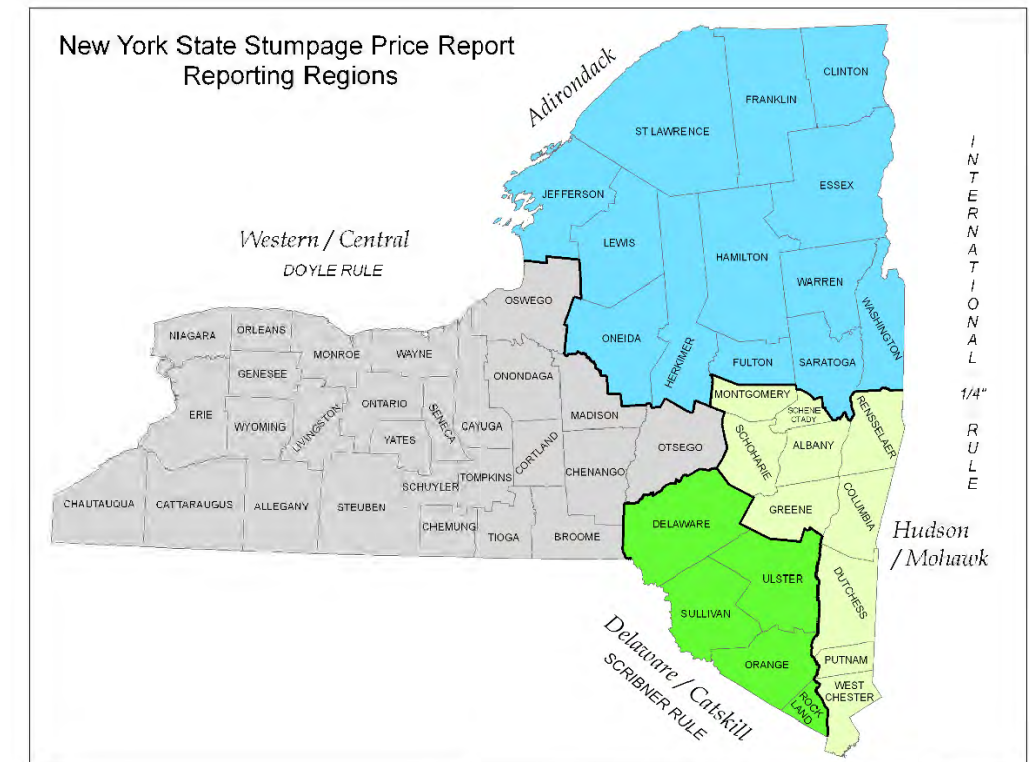 New York State Stumpage Price Report
Reporting Regions
Adirondack
CLINTON
FRANKLIN
ST LAWRENCE
ESSEX
JEFFERSON
LEWIS
HAMILTON
WARREN
WASHINGTON
ONEIDA
HERKIMER
FULTON
SARATOGA
INTERNATIONAL 1/4" RULE
Western / Central
DOYLE RULE
OSWEGO
NIAGARA
ORLEANS
MONROE
WAYNE
GENESEE
ONONDAGA
ERIE
WYOMING
LIVINGSTON
ONTARIO
YATES
SENECA
CAYUGA
MADISON
CORTLAND
OTSEGO
CHENANGO
TOMPKINS
SCHUYLER
CHAUTAUQUA
CATTARAUGUS
ALLEGANY
STEUBEN
CHEMUNG
TIOGA
BROOME
MONTGOMERY
SCHENE
CTADY
RENSSELAER
SCHOHARIE
ALBANY
GREENE
COLUMBIA
Hudson
/ Mohawk
DUTCHESS
PUTNAM
WEST
CHESTER
DELAWARE
ULSTER
SULLIVAN
ORANGE
ROCK
LAND
Delaware / Catskill
SCRIBNER RULE